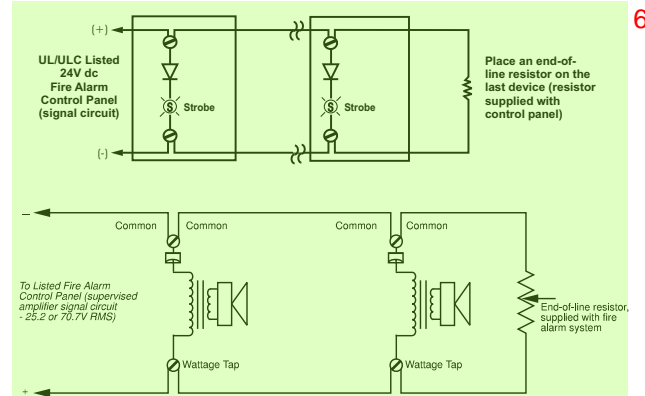 6
(+)
UL/ULC Listed
24V dc
Fire Alarm
Control Panel
(signal circuit)
S Strobe
S Strobe
Place an end-of-
line resistor on the
last device (resistor
supplied with
control panel)
(-)
–
Common Common
Common Common
To Listed Fire Alarm
Control Panel (supervised
amplifier signal circuit
- 25.2 or 70.7V RMS)
End-of-line resistor,
supplied with fire
alarm system
Wattage Tap
Wattage Tap
+